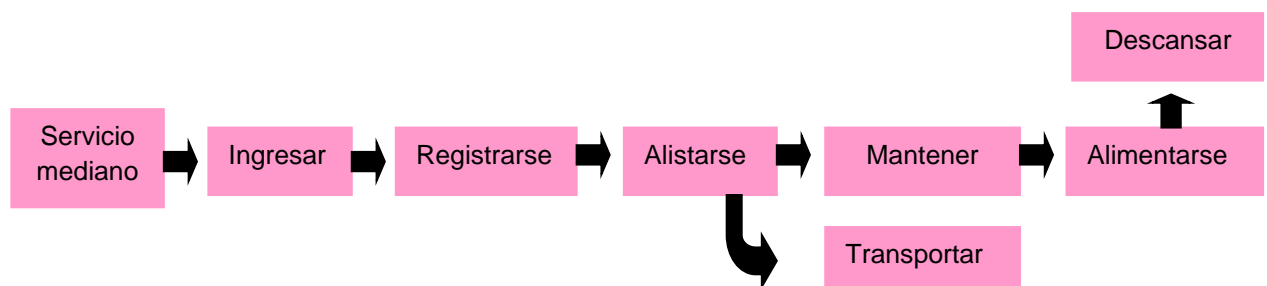 Descansar
Servicio
mediano
Ingresar
Registrarse
Alistarse
Mantener
Alimentarse
Transportar